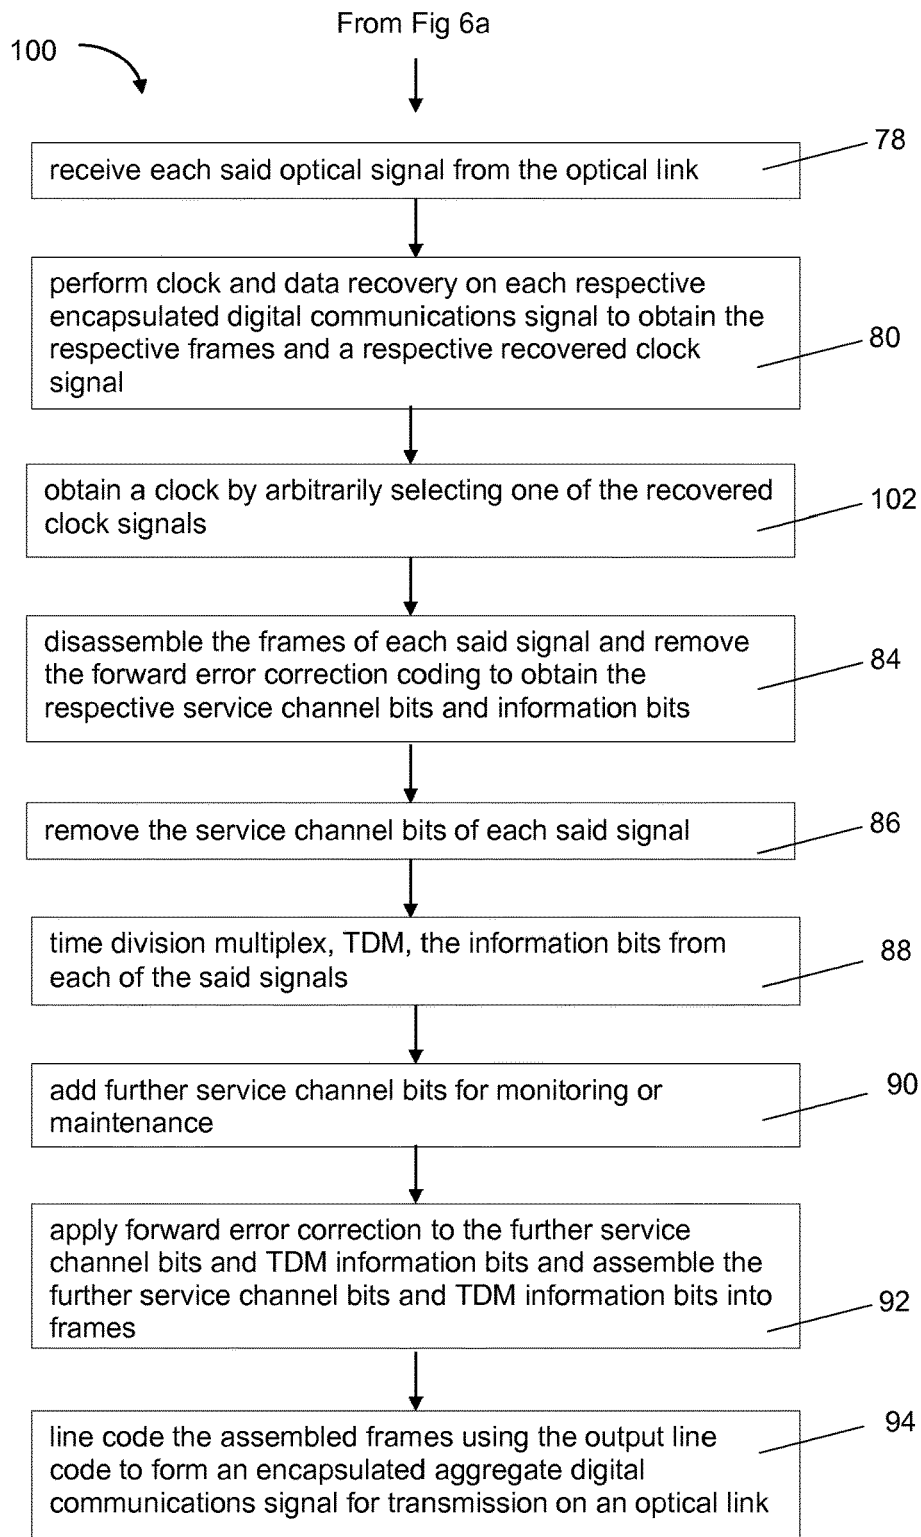 From Fig 6a
100
receive each said optical signal from the optical link
78
perform clock and data recovery on each respective
encapsulated digital communications signal to obtain the
respective frames and a respective recovered clock
signal
80
obtain a clock by arbitrarily selecting one of the recovered
clock signals
102
disassemble the frames of each said signal and remove
the forward error correction coding to obtain the
respective service channel bits and information bits
84
remove the service channel bits of each said signal
86
time division multiplex, TDM, the information bits from
each of the said signals
88
add further service channel bits for monitoring or
maintenance
90
apply forward error correction to the further service
channel bits and TDM information bits and assemble the
further service channel bits and TDM information bits into
frames
92
line code the assembled frames using the output line
code to form an encapsulated aggregate digital
communications signal for transmission on an optical link
94